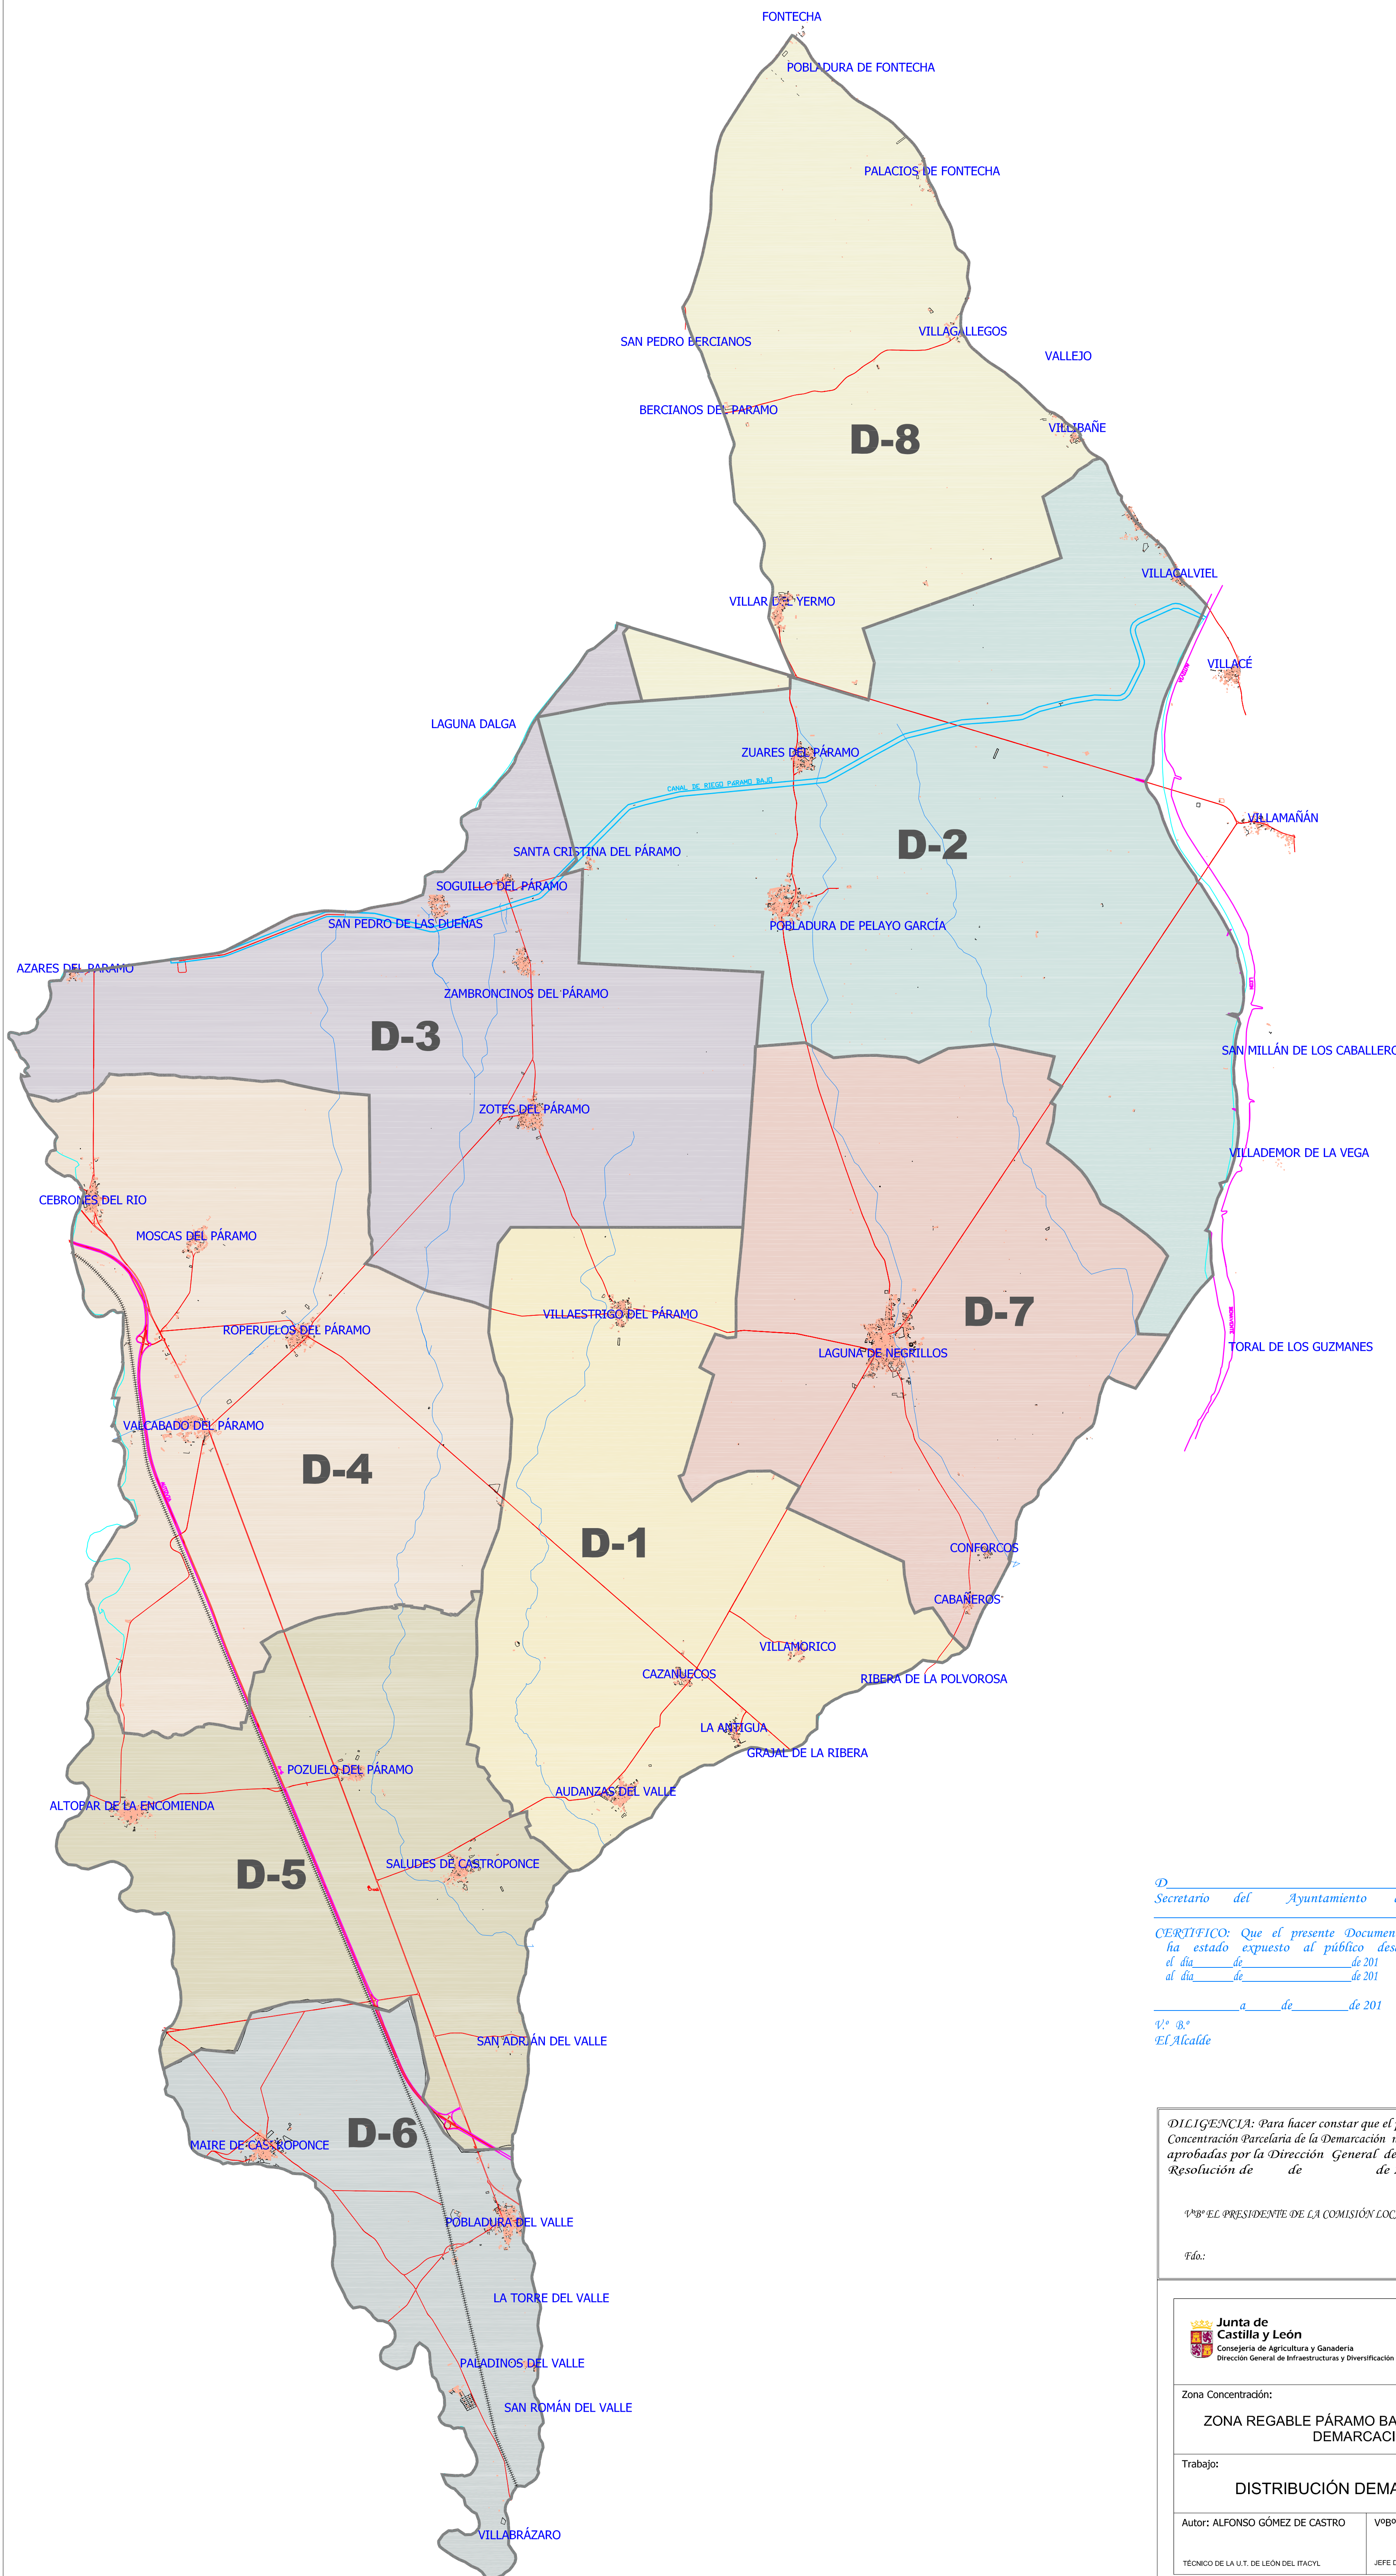 FONTECHA
POBLADURA DE FONTECHA
PALACIOS DE FONTECHA
VILLAGALLEGOS
SAN PEDRO BERCIANOS
VALLEJO
BERCIANOS DEL PARAMO
VILLIBAÑE
D-8
VILLACALVIEL
VILLAR DEL YERMO
VILLACÉ
LAGUNA DALGA
ZUARES DEL PÁRAMO
CANAL DE RIEGO PÁRAMO BAJO
VILLAMAÑÁN
D-2
SANTA CRISTINA DEL PÁRAMO
SOGUILLO DEL PÁRAMO
SAN PEDRO DE LAS DUEÑAS
POBLADURA DE PELAYO GARCÍA
AZARES DEL PARAMO
ZAMBRONCINOS DEL PÁRAMO
LEON
D-3
SAN MILLÁN DE LOS CABALLERO
ZOTES DEL PÁRAMO
VILLADEMOR DE LA VEGA
CEBRONES DEL RIO
MOSCAS DEL PÁRAMO
D-7
VILLAESTRIGO DEL PÁRAMO
BENAVENTE
ROPERUELOS DEL PÁRAMO
TORAL DE LOS GUZMANES
LAGUNA DE NEGRILLOS
VALCABADO DEL PÁRAMO
D-4
D-1
CONFORCOS
CABAÑEROS
VILLAMORICO
CAZANUECOS
RIBERA DE LA POLVOROSA
LA ANTIGUA
GRAJAL DE LA RIBERA
POZUELO DEL PÁRAMO
AUDANZAS DEL VALLE
ALTOBAR DE LA ENCOMIENDA
SALUDES DE CASTROPONCE
D-5
SAN ADRIÁN DEL VALLE
D-6
MAIRE DE CASTROPONCE
POBLADURA DEL VALLE
LA TORRE DEL VALLE
PALADINOS DEL VALLE
SAN ROMÁN DEL VALLE
VILLABRÁZARO
D
Secretario del Ayuntamiento
CERTIFICO: Que el presente Documen
ha estado expuesto al público des
el día de de 201
al día de de 201
a de de 201
V.º B.º
El Alcalde
DILIGENCIA: Para hacer constar que el
Concentración Parcelaria de la Demarcación
aprobadas por la Dirección General de
Resolución de de de
VºBº EL PRESIDENTE DE LA COMISIÓN LOC
Fdo.:
Junta de
Castilla y León
Consejería de Agricultura y Ganadería
Dirección General de Infraestructuras y Diversificación
Zona Concentración:
ZONA REGABLE PÁRAMO BA
DEMARCACI
Trabajo:
DISTRIBUCIÓN DEMA
Autor: ALFONSO GÓMEZ DE CASTRO
VºBº
TÉCNICO DE LA U.T. DE LEÓN DEL ITACYL
JEFE D